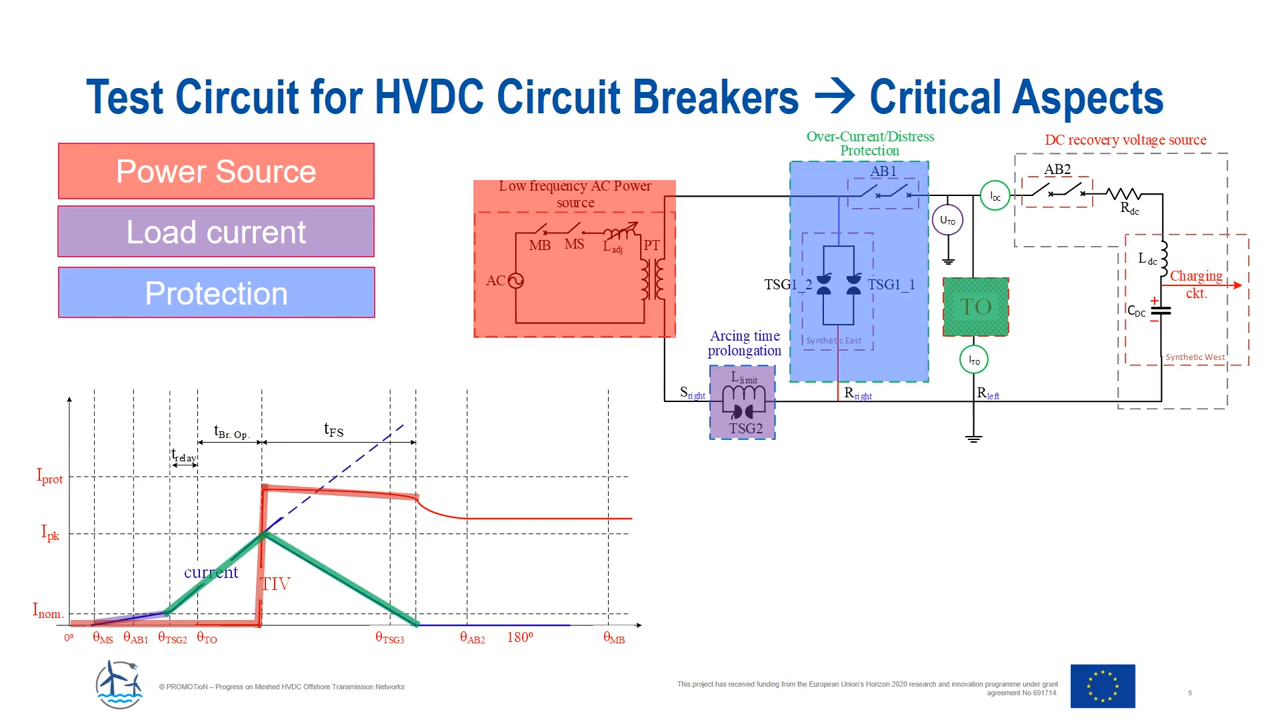 Test Circuit for HVDC Circuit Breakers → Critical Aspects
Power Source
Load current
Protection
Low frequency AC Power
source
MB
MS
Ladj
PT
AC
Over-Current/Distress
Protection
AB1
TSG1_2
TSG1_1
Synthetic East
Arcing time
prolongation
Llimit
TSG2
Sright
Rright
Rleft
UTO
IDC
TO
ITO
DC recovery voltage source
AB2
Rdc
Ldc
Charging
ckt.
CDC
+
−
Synthetic West
tBr. Op.
tFS
trelay
Iprot
Ipk
Inom.
current
TIV
0º
θMS
θAB1
θTSG2
θTO
θTSG3
θAB2
180º
θMB
© PROMOTioN – Progress on Meshed HVDC Offshore Transmission Networks
This project has received funding from the European Union's Horizon 2020 research and innovation programme under grant
agreement No 691714.
5